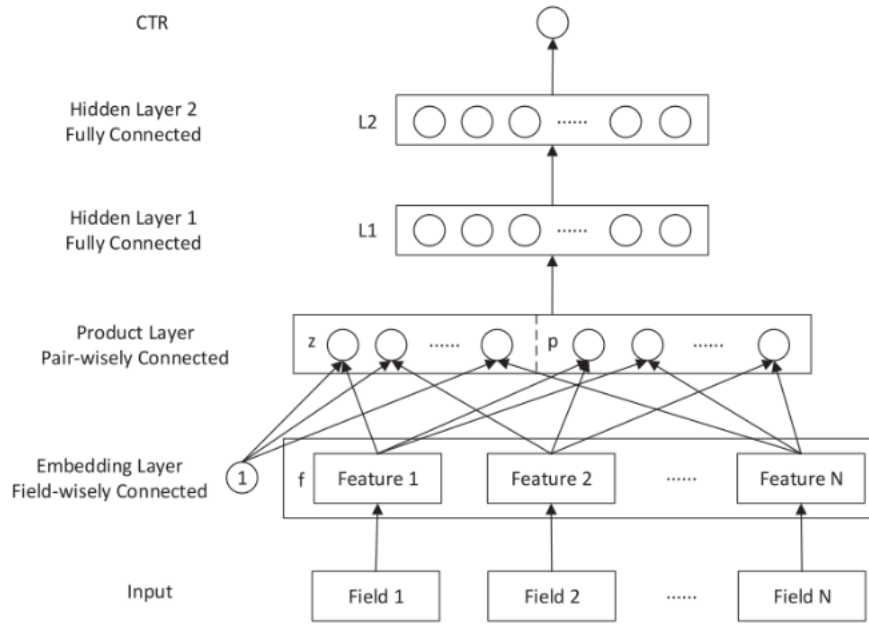 CTR
Hidden Layer 2
Fully Connected
L2
......
Hidden Layer 1
Fully Connected
L1
......
Product Layer
Pair-wisely Connected
z
......
p
......
Embedding Layer
Field-wisely Connected
1
f
Feature 1
Feature 2
......
Feature N
Input
Field 1
Field 2
......
Field N